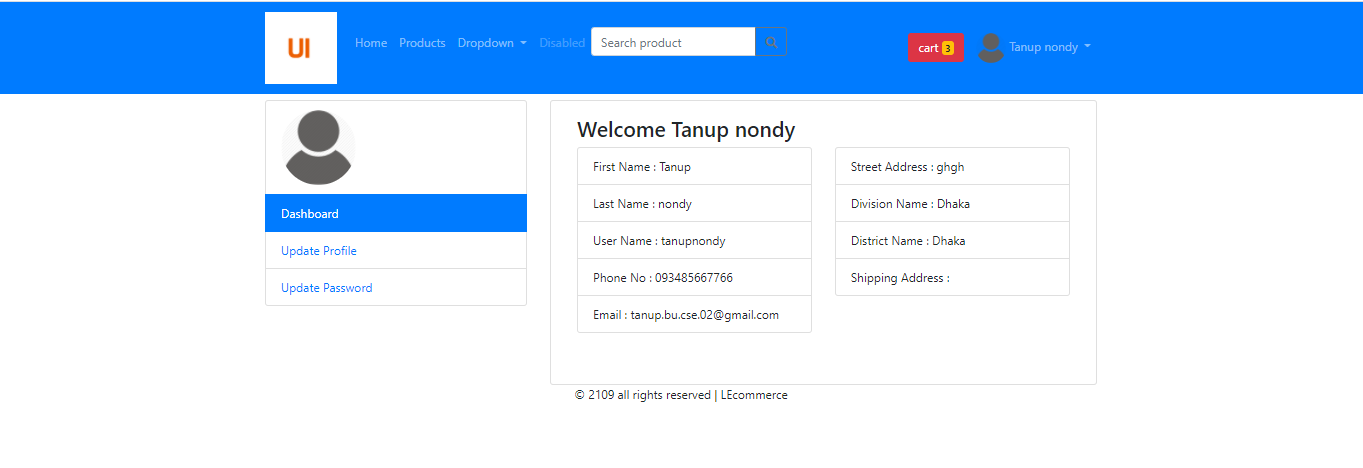 UI
Home Products Dropdown Disabled Search product cart 3 Tanup nondy
Dashboard
Update Profile
Update Password
Welcome Tanup nondy
First Name : Tanup
Last Name : nondy
User Name : tanupnondy
Phone No : 093485667766
Email : tanup.bu.cse.02@gmail.com
Street Address : ghgh
Division Name : Dhaka
District Name : Dhaka
Shipping Address :
© 2109 all rights reserved | LEcommerce